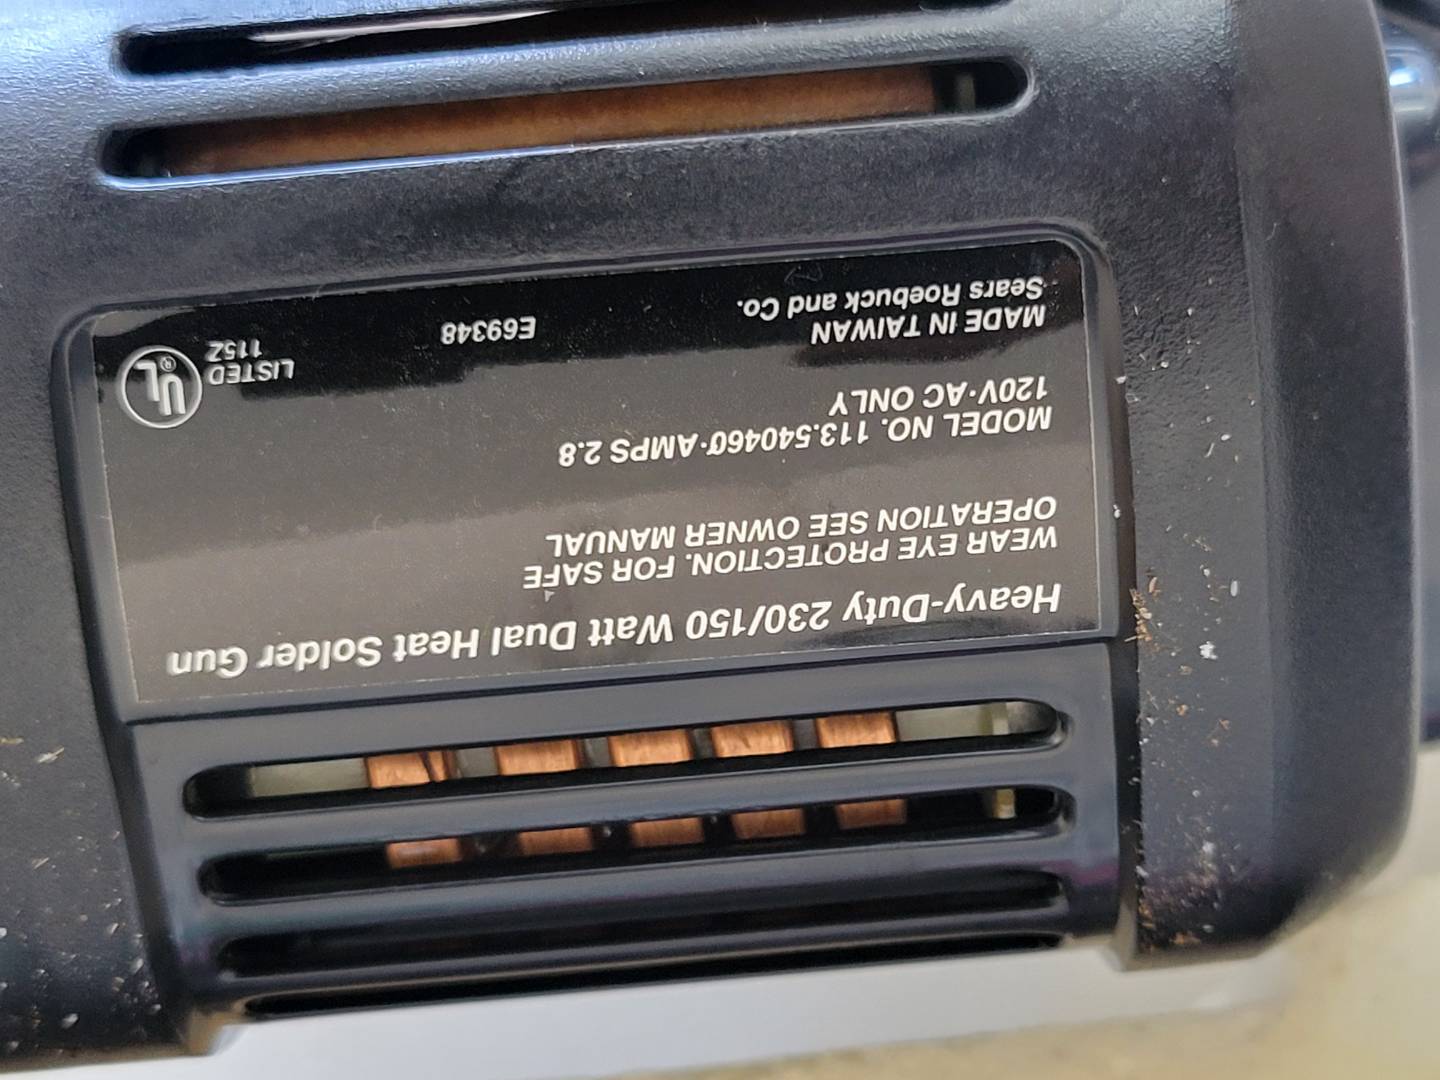 Heavy-Duty 230/150 Watt Dual Heat Solder Gun
WEAR EYE PROTECTION. FOR SAFE
OPERATION SEE OWNER MANUAL
MODEL NO. 113.540460·AMPS 2.8
120V·AC ONLY
MADE IN TAIWAN
Sears Roebuck and Co.
E69348
UL®
LISTED
1152